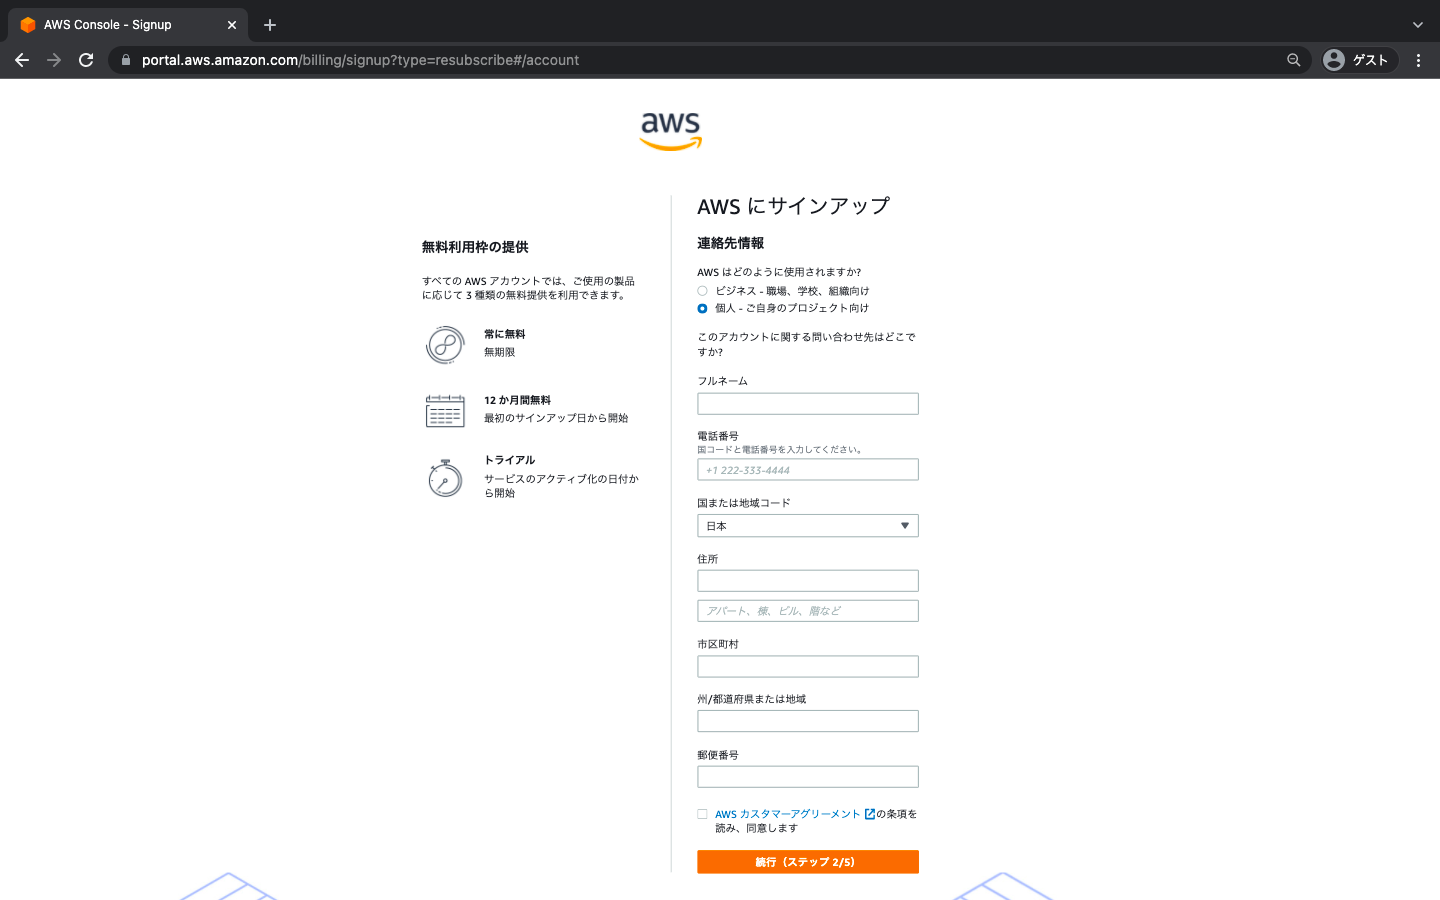 AWS Console - Signup
portal.aws.amazon.com/billing/signup?type=resubscribe#/account
ゲスト
aws
無料利用枠の提供
すべての AWS アカウントでは、ご使用の製品
に応じて 3 種類の無料提供を利用できます。
常に無料
無期限
12 か月間無料
最初のサインアップ日から開始
トライアル
サービスのアクティブ化の日付か
ら開始
AWS にサインアップ
連絡先情報
AWS はどのように使用されますか?
ビジネス - 職場、学校、組織向け
個人 - ご自身のプロジェクト向け
このアカウントに関する問い合わせ先はどこで
すか?
フルネーム
電話番号
国コードと電話番号を入力してください。
+1 222-333-4444
国または地域コード
日本
住所
アパート、棟、ビル、階など
市区町村
州/都道府県または地域
郵便番号
AWS カスタマーアグリーメント の条項を
読み、同意します
続行（ステップ 2/5）